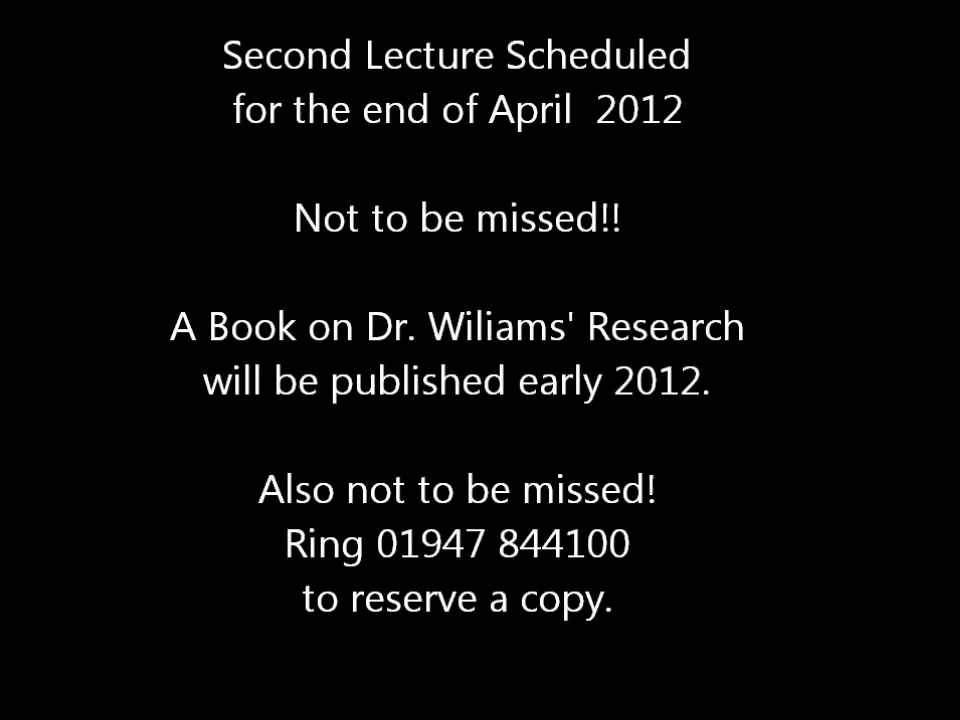 Second Lecture Scheduled
for the end of April 2012
Not to be missed!!
A Book on Dr. Wiliams' Research
will be published early 2012.
Also not to be missed!
Ring 01947 844100
to reserve a copy.